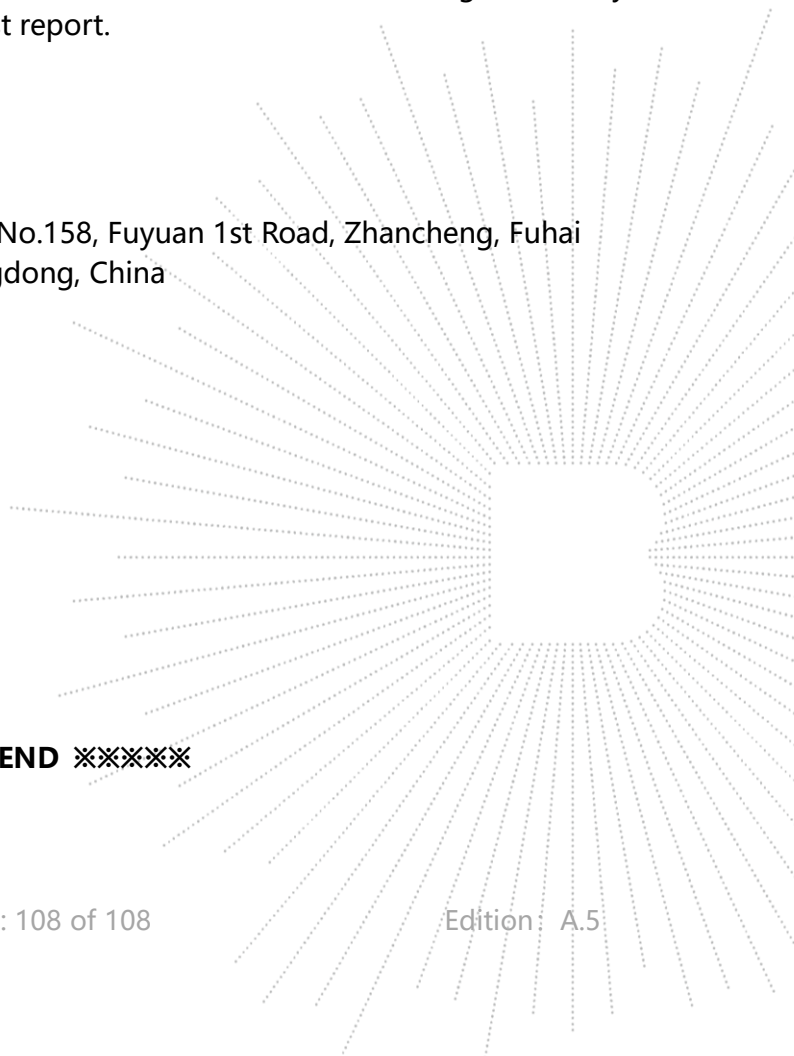 t report.
No.158, Fuyuan 1st Road, Zhancheng, Fuhai
gdong, China
END ※※※※※
: 108 of 108 Edition: A.5